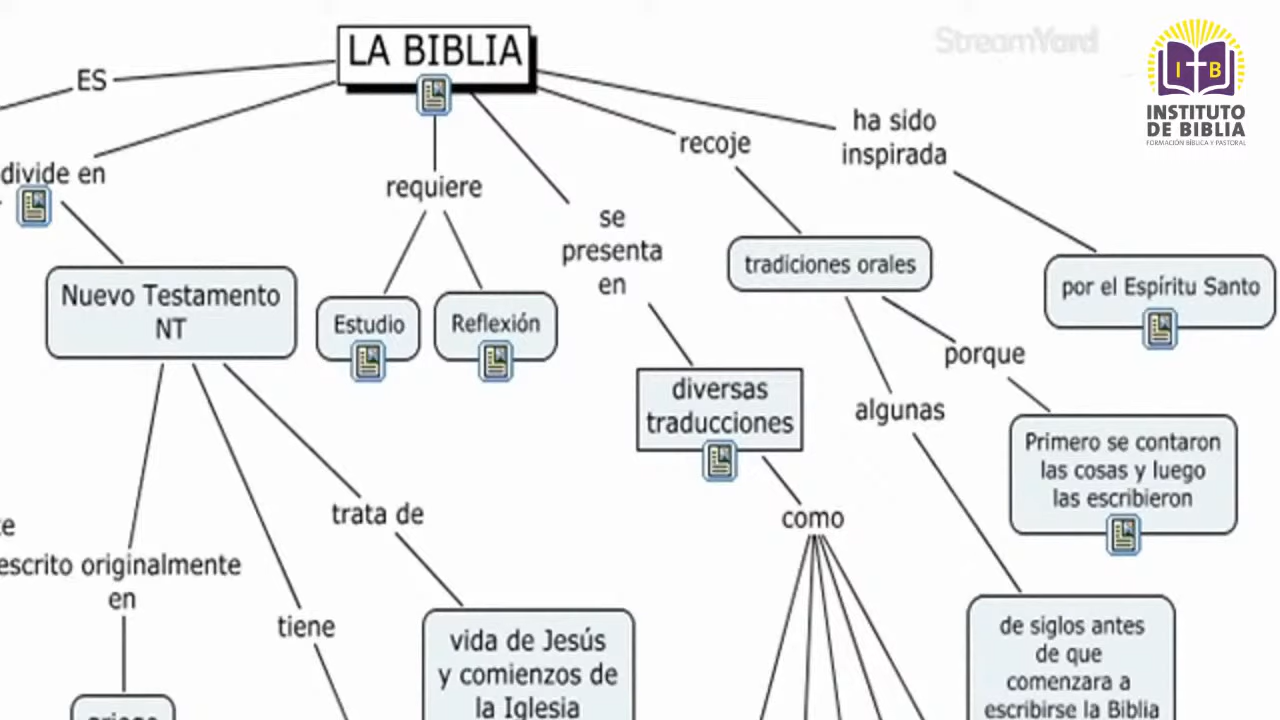 LA BIBLIA
StreamYard
I B
INSTITUTO
DE BIBLIA
FORMACIÓN BÍBLICA Y PASTORAL
ES
divide en
requiere
se
presenta
en
recoje
ha sido
inspirada
Nuevo Testamento
NT
Estudio
Reflexión
diversas
traducciones
tradiciones orales
por el Espíritu Santo
porque
algunas
Primero se contaron
las cosas y luego
las escribieron
como
trata de
escrito originalmente
en
tiene
vida de Jesús
y comienzos de
la Iglesia
de siglos antes
de que
comenzara a
escribirse la Biblia